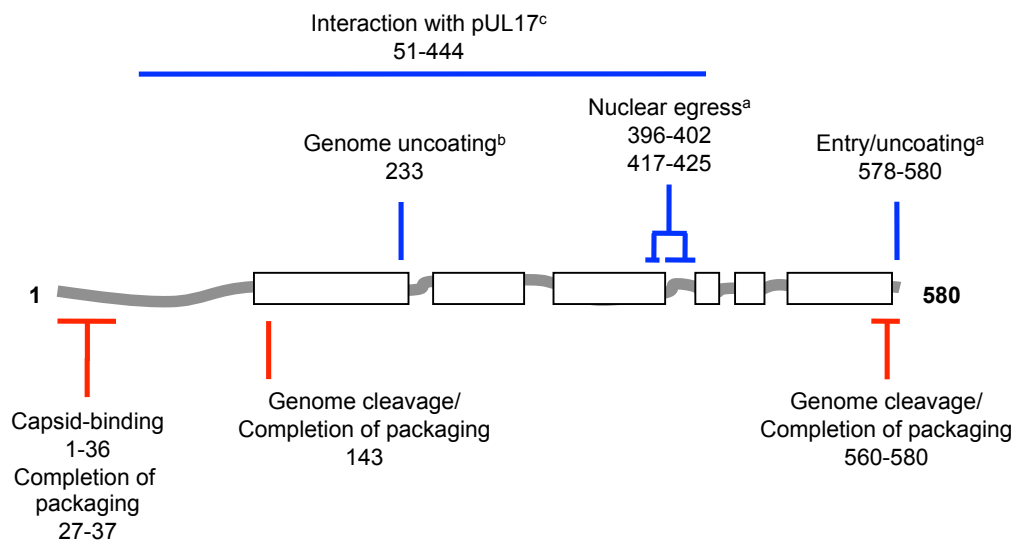 Interaction with pUL17ᶜ
51-444
Nuclear egressᵃ
396-402
417-425
Genome uncoatingᵇ
233
Entry/uncoatingᵃ
578-580
1
580
Capsid-binding
1-36
Completion of
packaging
27-37
Genome cleavage/
Completion of packaging
143
Genome cleavage/
Completion of packaging
560-580